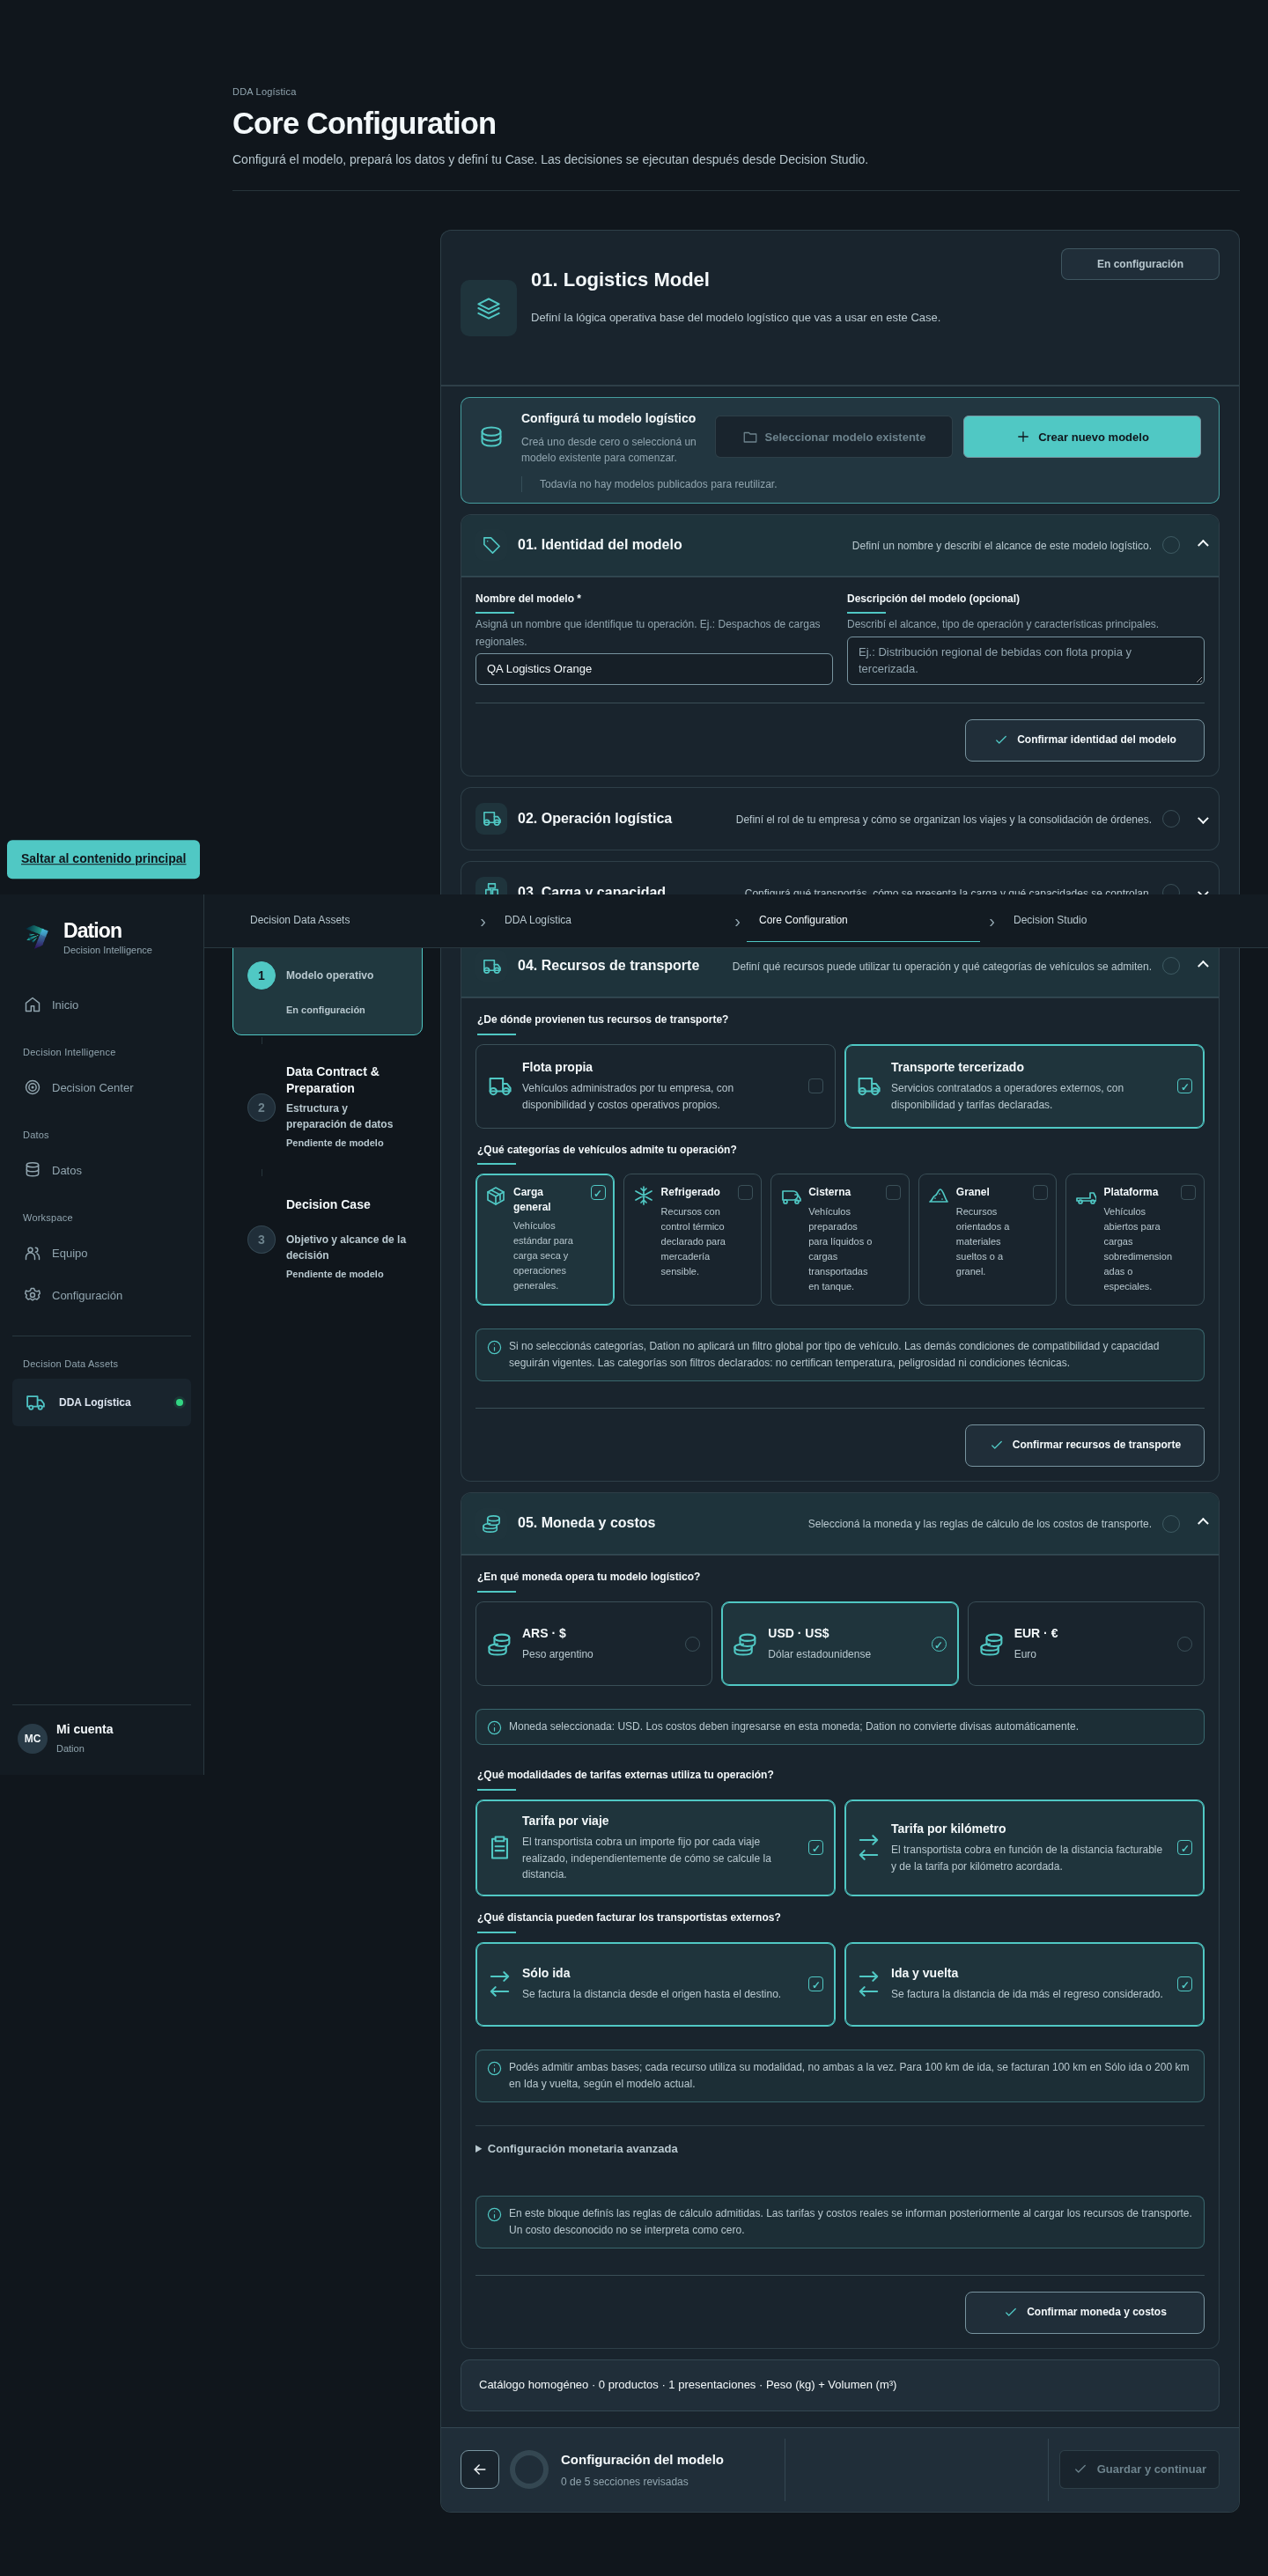 DDA Logística
Core Configuration
Configurá el modelo, prepará los datos y definí tu Case. Las decisiones se ejecutan después desde Decision Studio.
01. Logistics Model
Definí la lógica operativa base del modelo logístico que vas a usar en este Case.
En configuración
Configurá tu modelo logístico
Creá uno desde cero o seleccioná un
modelo existente para comenzar.
Seleccionar modelo existente
Crear nuevo modelo
Todavía no hay modelos publicados para reutilizar.
01. Identidad del modelo
Definí un nombre y describí el alcance de este modelo logístico.
Nombre del modelo *
Asigná un nombre que identifique tu operación. Ej.: Despachos de cargas
regionales.
QA Logistics Orange
Descripción del modelo (opcional)
Describí el alcance, tipo de operación y características principales.
Ej.: Distribución regional de bebidas con flota propia y
tercerizada.
Confirmar identidad del modelo
02. Operación logística
Definí el rol de tu empresa y cómo se organizan los viajes y la consolidación de órdenes.
Saltar al contenido principal
03. Carga y capacidad
Configurá qué transportás, cómo se presenta la carga y qué capacidades se controlan.
Dation
Decision Intelligence
Inicio
Decision Intelligence
Decision Center
Datos
Datos
Workspace
Equipo
Configuración
Decision Data Assets
DDA Logística
MC
Mi cuenta
Dation
Decision Data Assets
›
DDA Logística
›
Core Configuration
›
Decision Studio
1
Modelo operativo
En configuración
2
Data Contract &
Preparation
Estructura y
preparación de datos
Pendiente de modelo
3
Decision Case
Objetivo y alcance de la
decisión
Pendiente de modelo
04. Recursos de transporte
Definí qué recursos puede utilizar tu operación y qué categorías de vehículos se admiten.
¿De dónde provienen tus recursos de transporte?
Flota propia
Vehículos administrados por tu empresa, con
disponibilidad y costos operativos propios.
Transporte tercerizado
Servicios contratados a operadores externos, con
disponibilidad y tarifas declaradas.
¿Qué categorías de vehículos admite tu operación?
Carga
general
Vehículos
estándar para
carga seca y
operaciones
generales.
Refrigerado
Recursos con
control térmico
declarado para
mercadería
sensible.
Cisterna
Vehículos
preparados
para líquidos o
cargas
transportadas
en tanque.
Granel
Recursos
orientados a
materiales
sueltos o a
granel.
Plataforma
Vehículos
abiertos para
cargas
sobredimension
adas o
especiales.
Si no seleccionás categorías, Dation no aplicará un filtro global por tipo de vehículo. Las demás condiciones de compatibilidad y capacidad
seguirán vigentes. Las categorías son filtros declarados: no certifican temperatura, peligrosidad ni condiciones técnicas.
Confirmar recursos de transporte
05. Moneda y costos
Seleccioná la moneda y las reglas de cálculo de los costos de transporte.
¿En qué moneda opera tu modelo logístico?
ARS · $
Peso argentino
USD · US$
Dólar estadounidense
EUR · €
Euro
Moneda seleccionada: USD. Los costos deben ingresarse en esta moneda; Dation no convierte divisas automáticamente.
¿Qué modalidades de tarifas externas utiliza tu operación?
Tarifa por viaje
El transportista cobra un importe fijo por cada viaje
realizado, independientemente de cómo se calcule la
distancia.
Tarifa por kilómetro
El transportista cobra en función de la distancia facturable
y de la tarifa por kilómetro acordada.
¿Qué distancia pueden facturar los transportistas externos?
Sólo ida
Se factura la distancia desde el origen hasta el destino.
Ida y vuelta
Se factura la distancia de ida más el regreso considerado.
Podés admitir ambas bases; cada recurso utiliza su modalidad, no ambas a la vez. Para 100 km de ida, se facturan 100 km en Sólo ida o 200 km
en Ida y vuelta, según el modelo actual.
Configuración monetaria avanzada
En este bloque definís las reglas de cálculo admitidas. Las tarifas y costos reales se informan posteriormente al cargar los recursos de transporte.
Un costo desconocido no se interpreta como cero.
Confirmar moneda y costos
Catálogo homogéneo · 0 productos · 1 presentaciones · Peso (kg) + Volumen (m³)
Configuración del modelo
0 de 5 secciones revisadas
Guardar y continuar